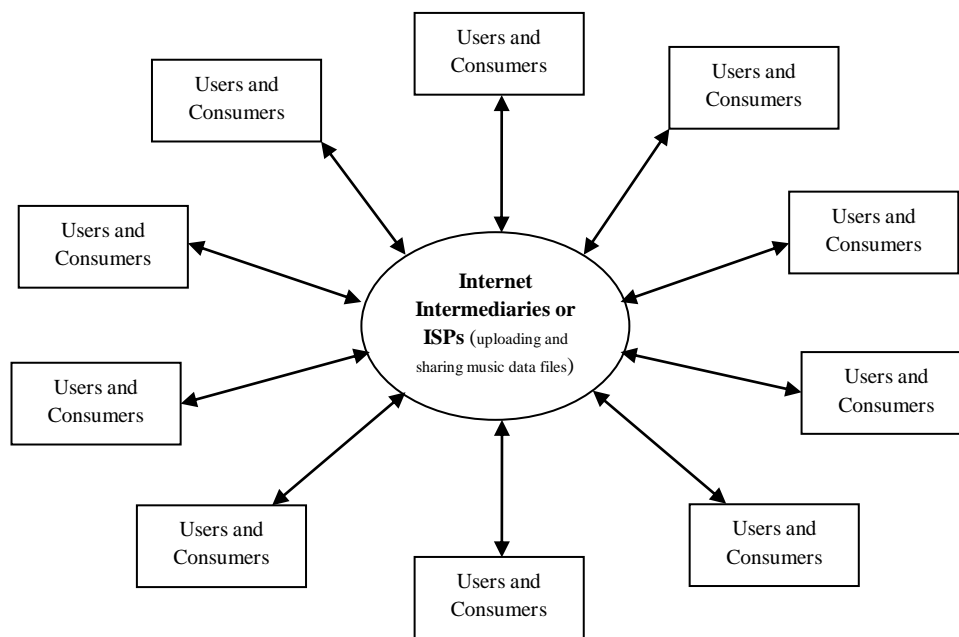 Users and
Consumers
Users and
Consumers
Users and
Consumers
Users and
Consumers
Users and
Consumers
Internet
Intermediaries or
ISPs (uploading and
sharing music data files)
Users and
Consumers
Users and
Consumers
Users and
Consumers
Users and
Consumers
Users and
Consumers